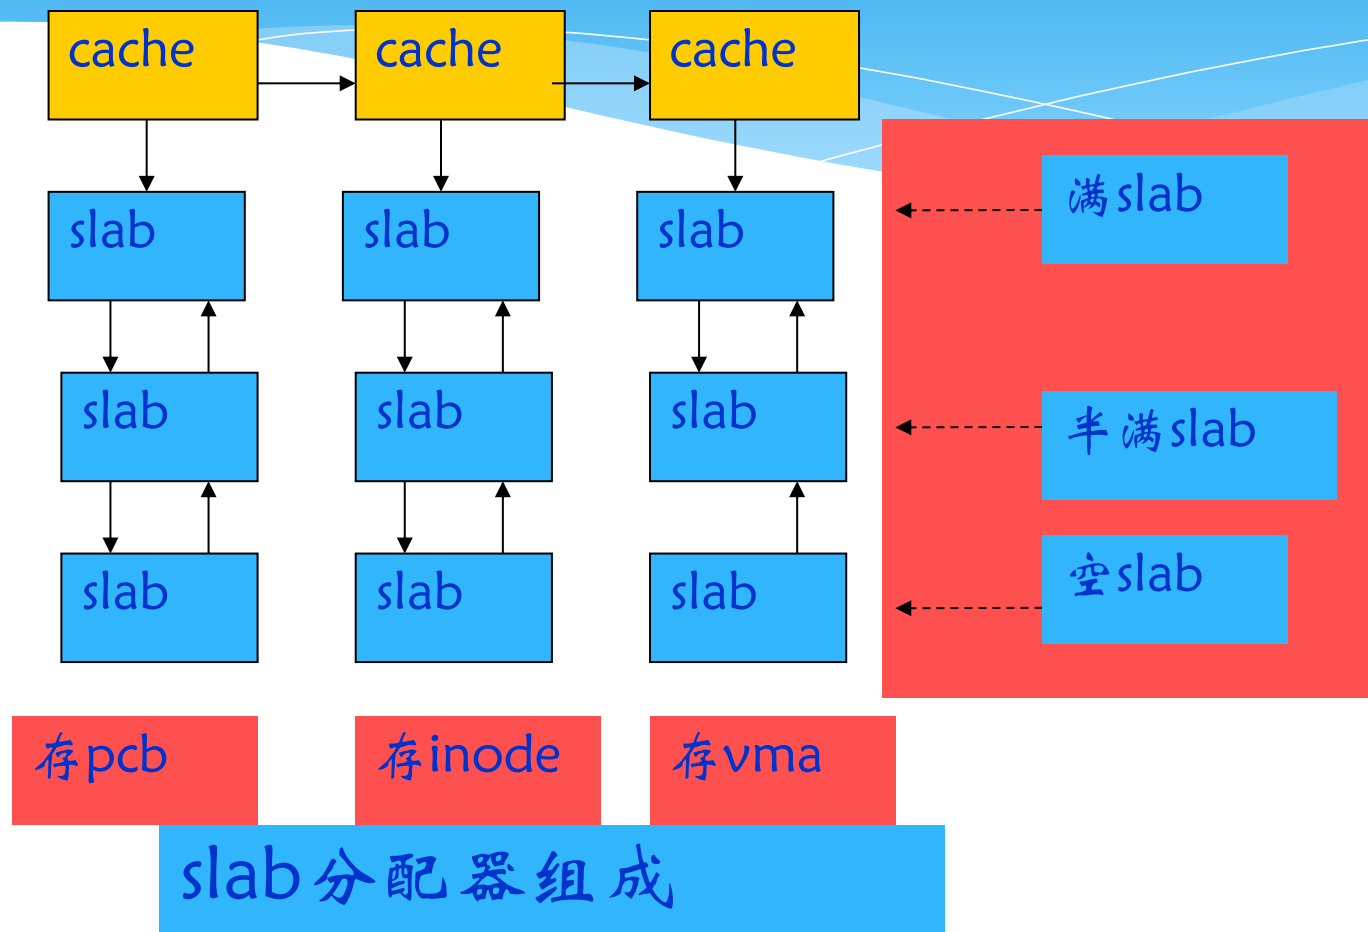 cache
cache
cache
slab
slab
slab
满slab
slab
slab
slab
半满slab
slab
slab
slab
空slab
存pcb
存inode
存vma
slab分配器组成